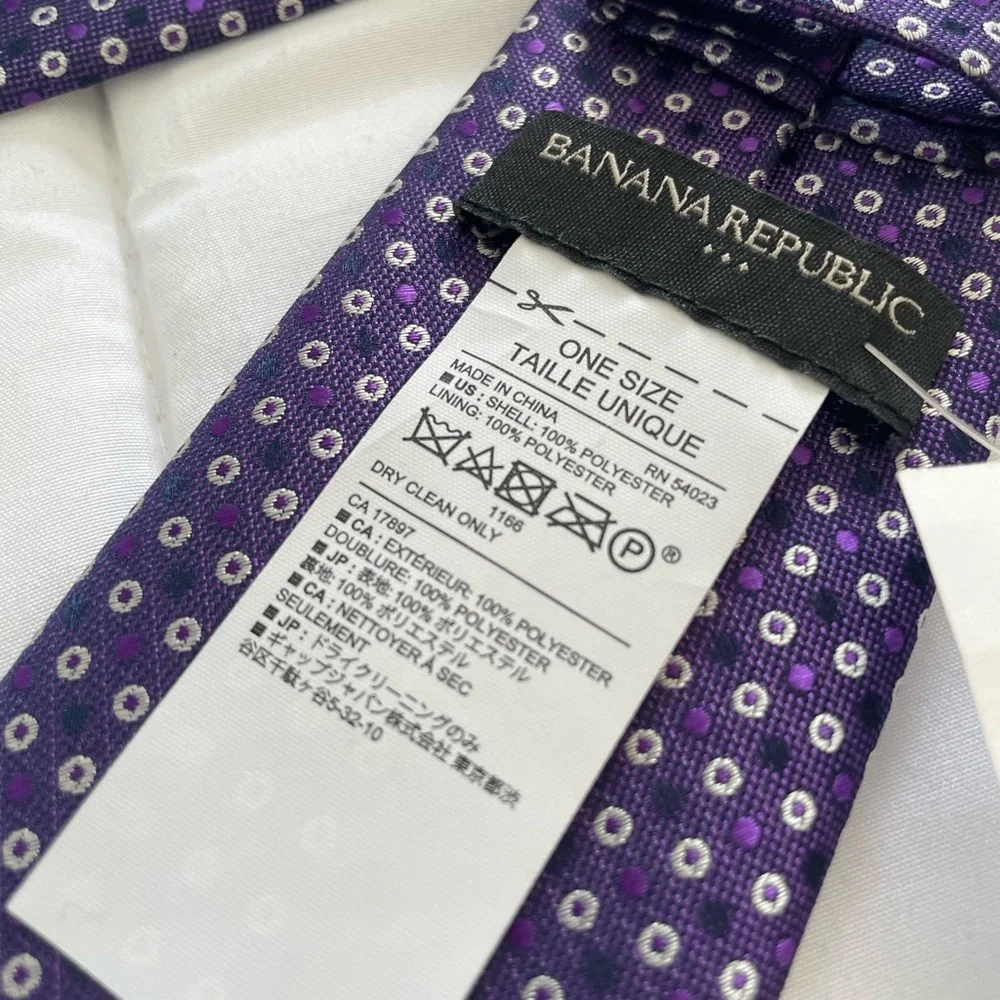 BANANA REPUBLIC
ONE SIZE
TAILLE UNIQUE
MADE IN CHINA
RN 54023
US : SHELL: 100% POLYESTER
LINING: 100% POLYESTER
P ®
1166
DRY CLEAN ONLY
CA 17897
CA : EXTÉRIEUR: 100% POLYESTER
DOUBLURE: 100% POLYESTER
JP : 表地: 100% ポリエステル
裏地: 100% ポリエステル
CA : NETTOYER À SEC
SEULEMENT
JP : ドライクリーニングのみ
ギャップジャパン株式会社 東京都渋
谷区千駄ヶ谷5-32-10